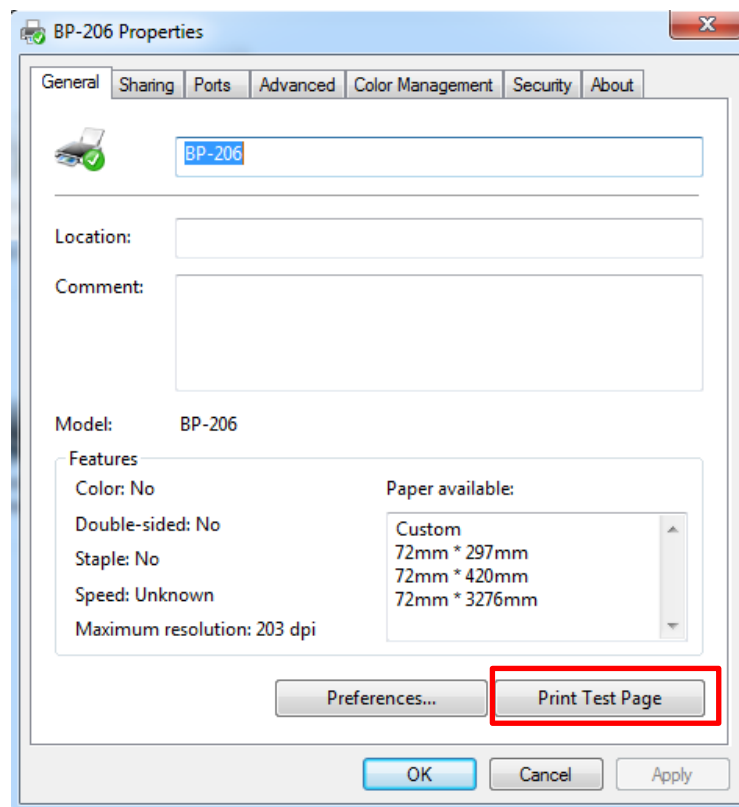 BP-206 Properties
General Sharing Ports Advanced Color Management Security About
BP-206
Location:
Comment:
Model: BP-206
Features
Color: No
Double-sided: No
Staple: No
Speed: Unknown
Maximum resolution: 203 dpi
Paper available:
Custom
72mm * 297mm
72mm * 420mm
72mm * 3276mm
Preferences... Print Test Page
OK Cancel Apply